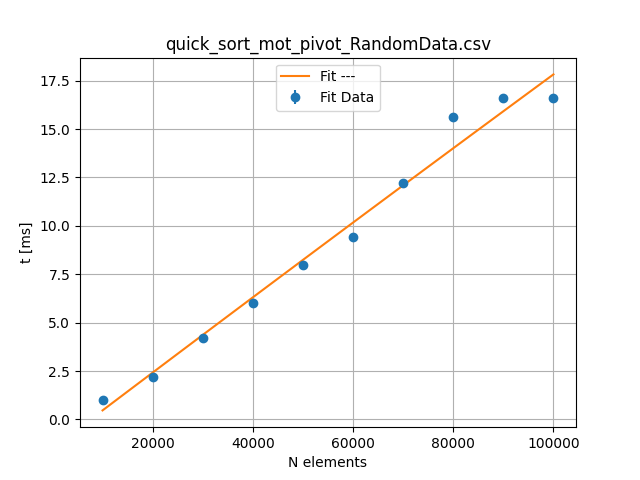 quick_sort_mot_pivot_RandomData.csv
Fit ---
Fit Data
17.5
15.0
12.5
10.0
7.5
5.0
2.5
0.0
t [ms]
20000
40000
60000
80000
100000
N elements